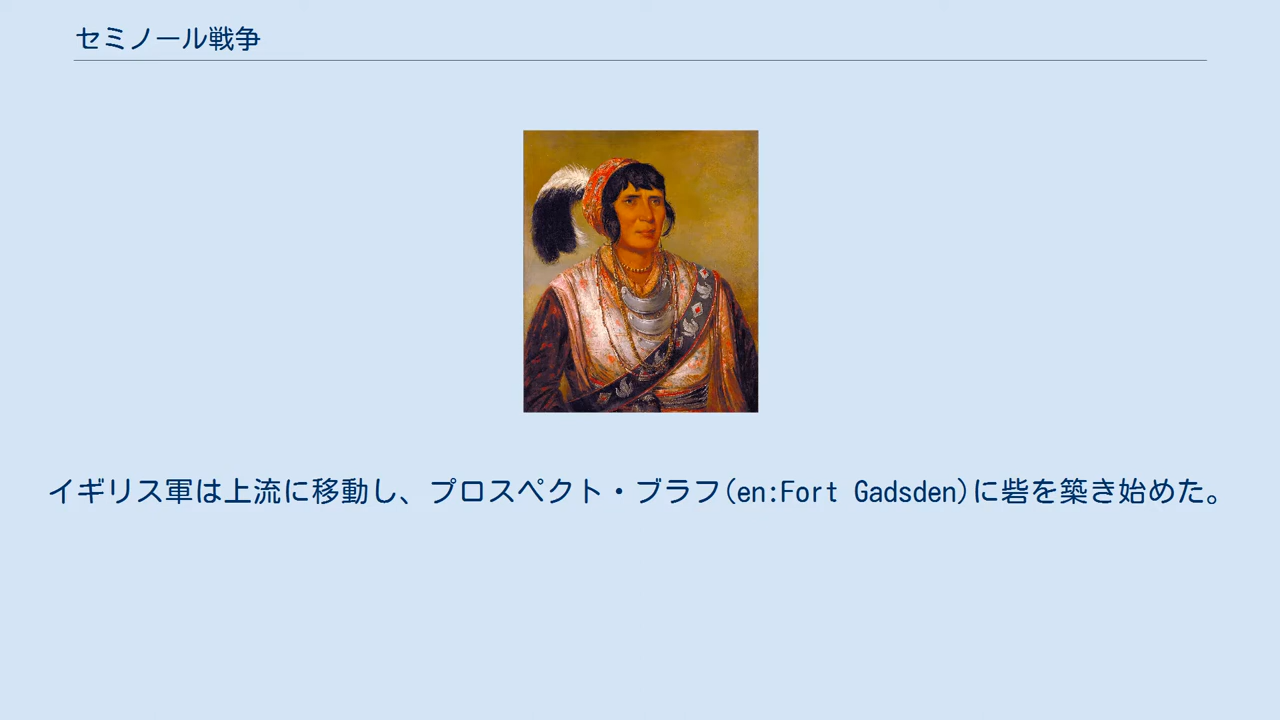 セミノール戦争
イギリス軍は上流に移動し、プロスペクト・ブラフ(en:Fort Gadsden)に砦を築き始めた。